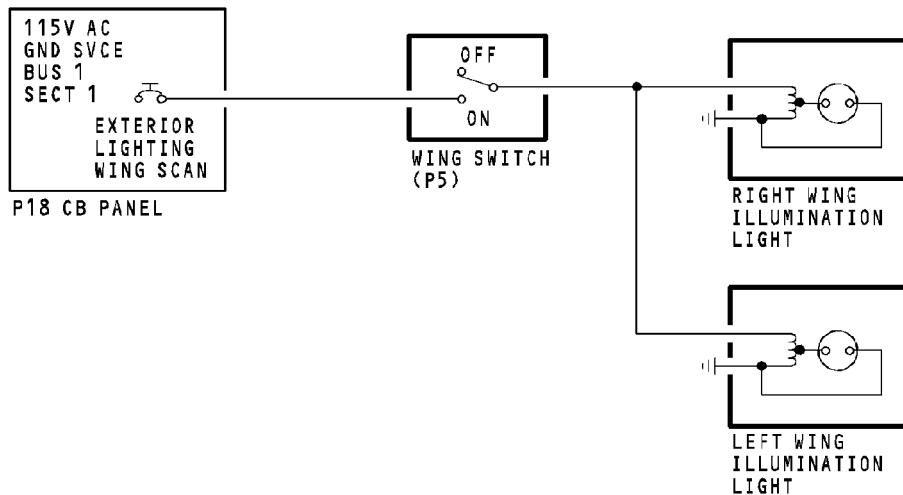 115V AC
GND SVCE
BUS 1
SECT 1
EXTERIOR
LIGHTING
WING SCAN
P18 CB PANEL
OFF
ON
WING SWITCH
(P5)
RIGHT WING
ILLUMINATION
LIGHT
LEFT WING
ILLUMINATION
LIGHT